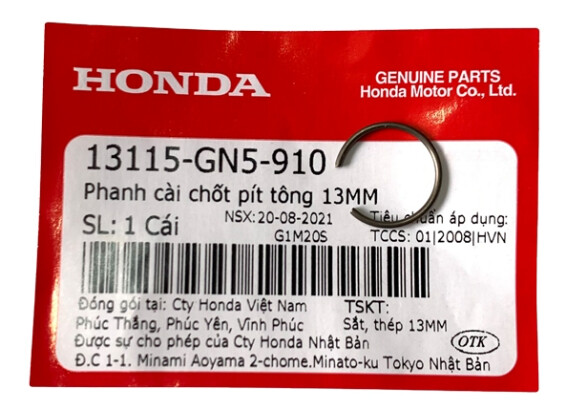 HONDA
GENUINE PARTS
Honda Motor Co., Ltd.
13115-GN5-910
Phanh cài chốt pít tông 13MM
SL: 1 Cái
NSX: 20-08-2021
Tiêu chuẩn áp dụng:
G1M20S
TCCS: 01|2008|HVN
Đóng gói tại: Cty Honda Việt Nam
TSKT:
Phúc Thắng, Phúc Yên, Vĩnh Phúc
Sắt, thép 13MM
Được sự cho phép của Cty Honda Nhật Bản
OTK
Đ.C 1-1. Minami Aoyama 2-chome.Minato-ku Tokyo Nhật Bản